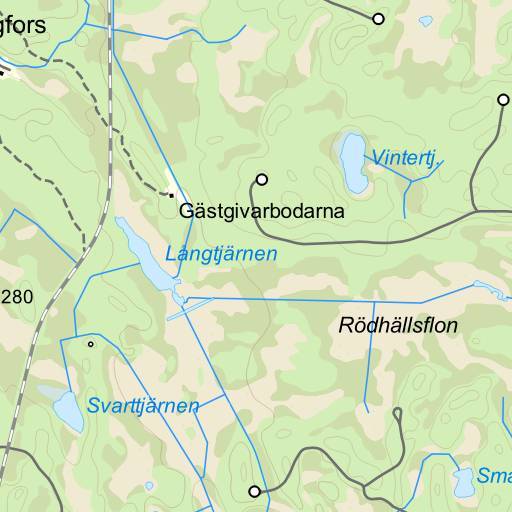 gfors
Vintertj.
Gästgivarbodarna
Långtjärnen
280
Rödhällsflon
Svarttjärnen
Sma